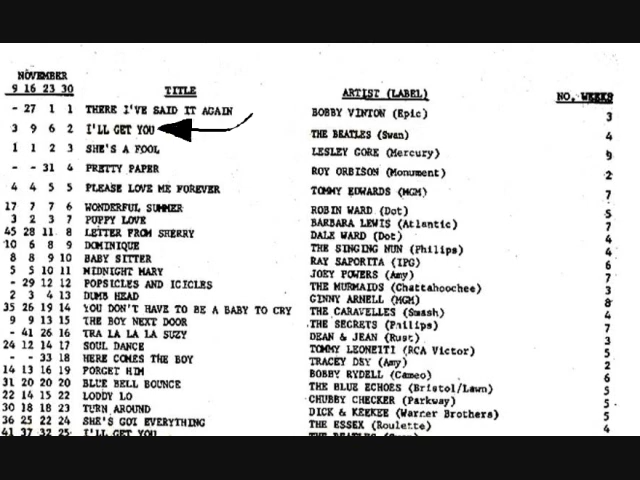 NOVEMBER
9 16 23 30 TITLE ARTIST (LABEL) NO. WEEKS
- 27 1 1 THERE I'VE SAID IT AGAIN BOBBY VINTON (Epic) 3
3 9 6 2 I'LL GET YOU THE BEATLES (Swan) 4
1 1 2 3 SHE'S A FOOL LESLEY GORE (Mercury) 9
- - 31 4 PRETTY PAPER ROY ORBISON (Monument) 2
4 4 5 5 PLEASE LOVE ME FOREVER TOMMY EDWARDS (MGM) 7
17 7 7 6 WONDERFUL SUMMER ROBIN WARD (Dot) 5
3 2 3 7 PUPPY LOVE BARBARA LEWIS (Atlantic) 7
45 28 11 8 LETTER FROM SHERRY DALE WARD (Dot) 4
10 6 8 9 DOMINIQUE THE SINGING NUN (Philips) 4
8 8 9 10 BABY SITTER RAY SAPORITA (IPG) 6
5 5 10 11 MIDNIGHT MARY JOEY POWERS (Amy) 7
- 29 12 12 POPSICLES AND ICICLES THE MURMAIDS (Chattahoochee) 3
2 3 4 13 DUMB HEAD GINNY ARNELL (MGM) 8
35 26 19 14 YOU DON'T HAVE TO BE A BABY TO CRY THE CARAVELLES (Smash) 4
9 9 13 15 THE BOY NEXT DOOR THE SECRETS (Philips) 7
- 41 26 16 TRA LA LA LA SUZY DEAN & JEAN (Rust) 3
24 12 14 17 SOUL DANCE TOMMY LEONEITI (RCA Victor) 5
- - 33 18 HERE COMES THE BOY TRACEY DEY (Amy) 2
14 13 16 19 FORGET HIM BOBBY RYDELL (Cameo) 6
31 20 20 20 BLUE BELL BOUNCE THE BLUE ECHOES (Bristol/Lawn) 5
22 14 15 22 LODDY LO CHUBBY CHECKER (Parkway) 5
30 18 18 23 TURN AROUND DICK & KEEKEE (Warner Brothers) 5
36 25 22 24 SHE'S GOT EVERYTHING THE ESSEX (Roulette) 4
41 37 32 25 I'LL GET YOU THE BEATLES